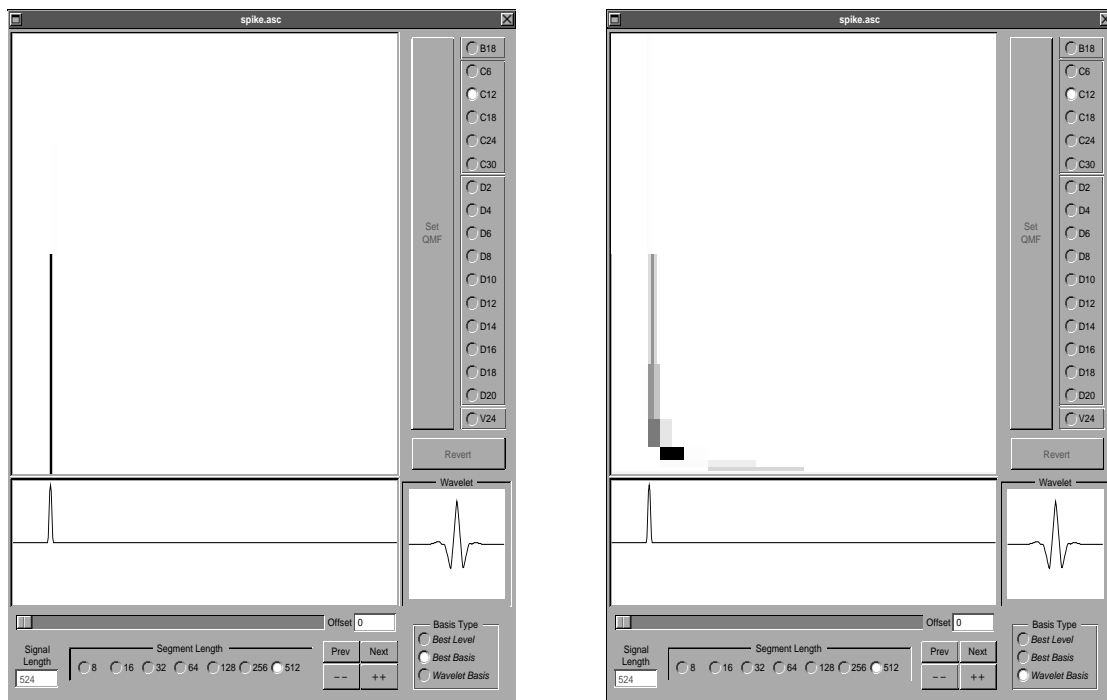 spike.asc
B18
C6
C12
C18
C24
C30
D2
D4
D6
D8
D10
D12
D14
D16
D18
D20
V24
Set
QMF
Revert
Wavelet
Offset 0
Signal
Length
524
Segment Length
8 16 32 64 128 256 512
Prev Next
-- ++
Basis Type
Best Level
Best Basis
Wavelet Basis
spike.asc
B18
C6
C12
C18
C24
C30
D2
D4
D6
D8
D10
D12
D14
D16
D18
D20
V24
Set
QMF
Revert
Wavelet
Offset 0
Signal
Length
524
Segment Length
8 16 32 64 128 256 512
Prev Next
-- ++
Basis Type
Best Level
Best Basis
Wavelet Basis